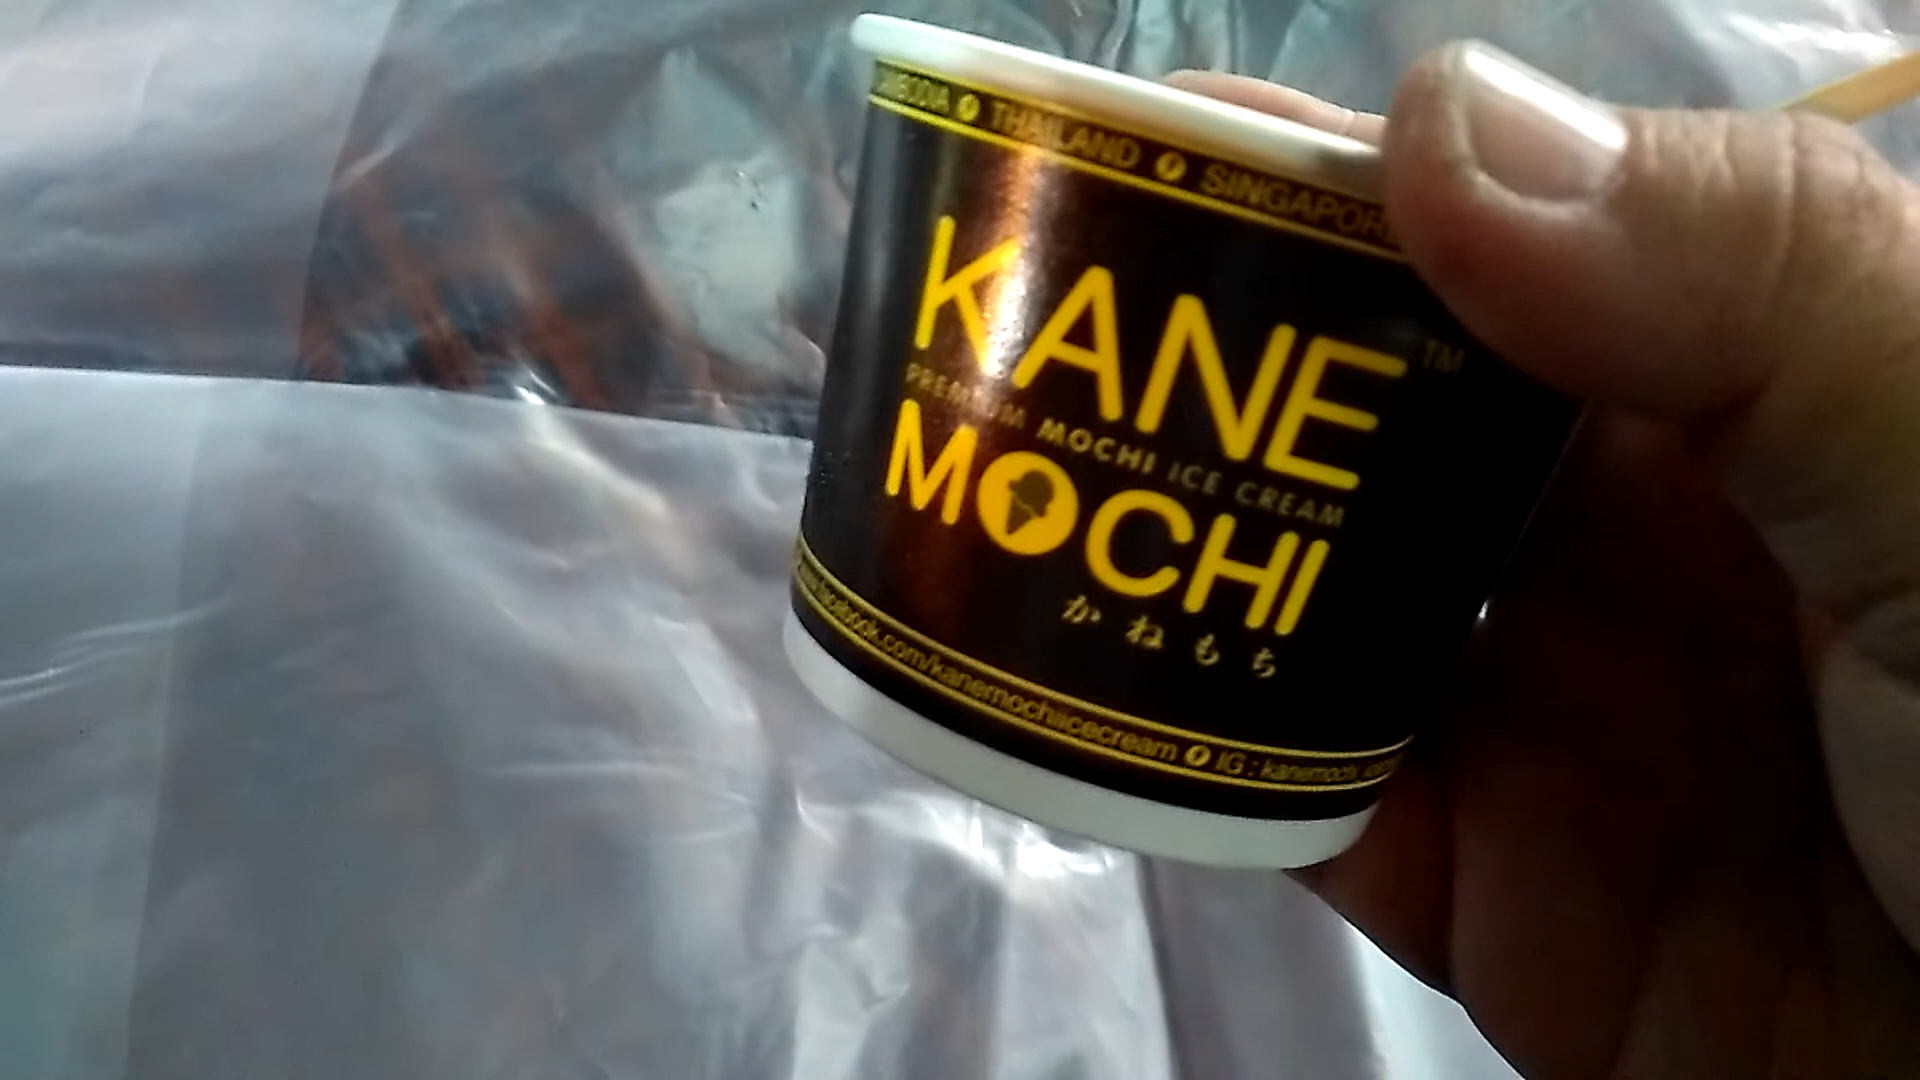 THAILAND SINGAPORE
KANE TM
PREMIUM MOCHI ICE CREAM
MOCHI
かねもち
facebook.com/kanemochiicecream IG : kanemochi